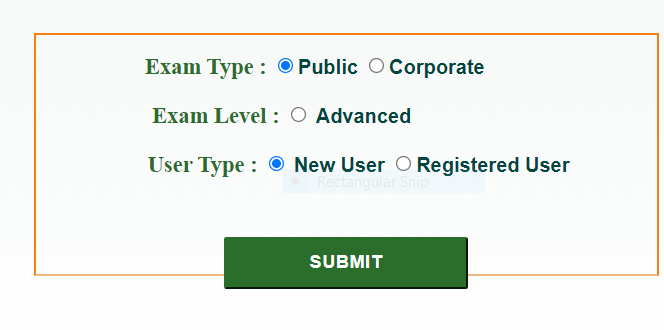 Exam Type : Public Corporate
Exam Level : Advanced
User Type : New User Registered User
Rectangular Snip
SUBMIT